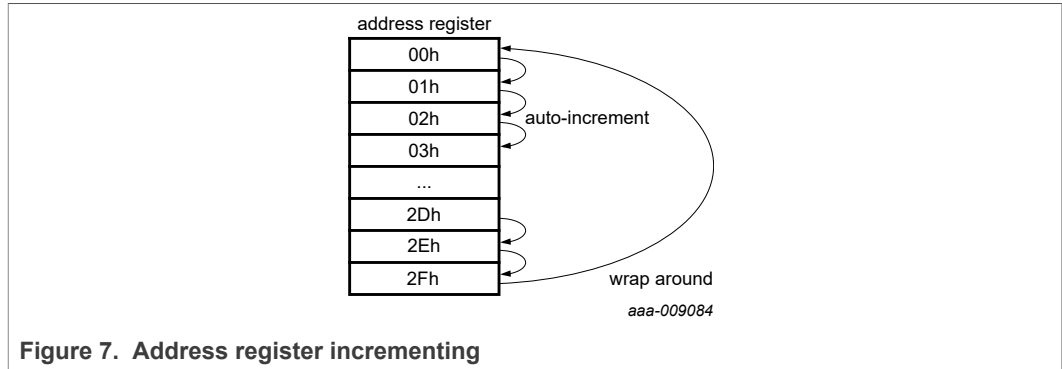 address register
00h
01h
02h
auto-increment
03h
...
2Dh
2Eh
2Fh
wrap around
aaa-009084
Figure 7. Address register incrementing